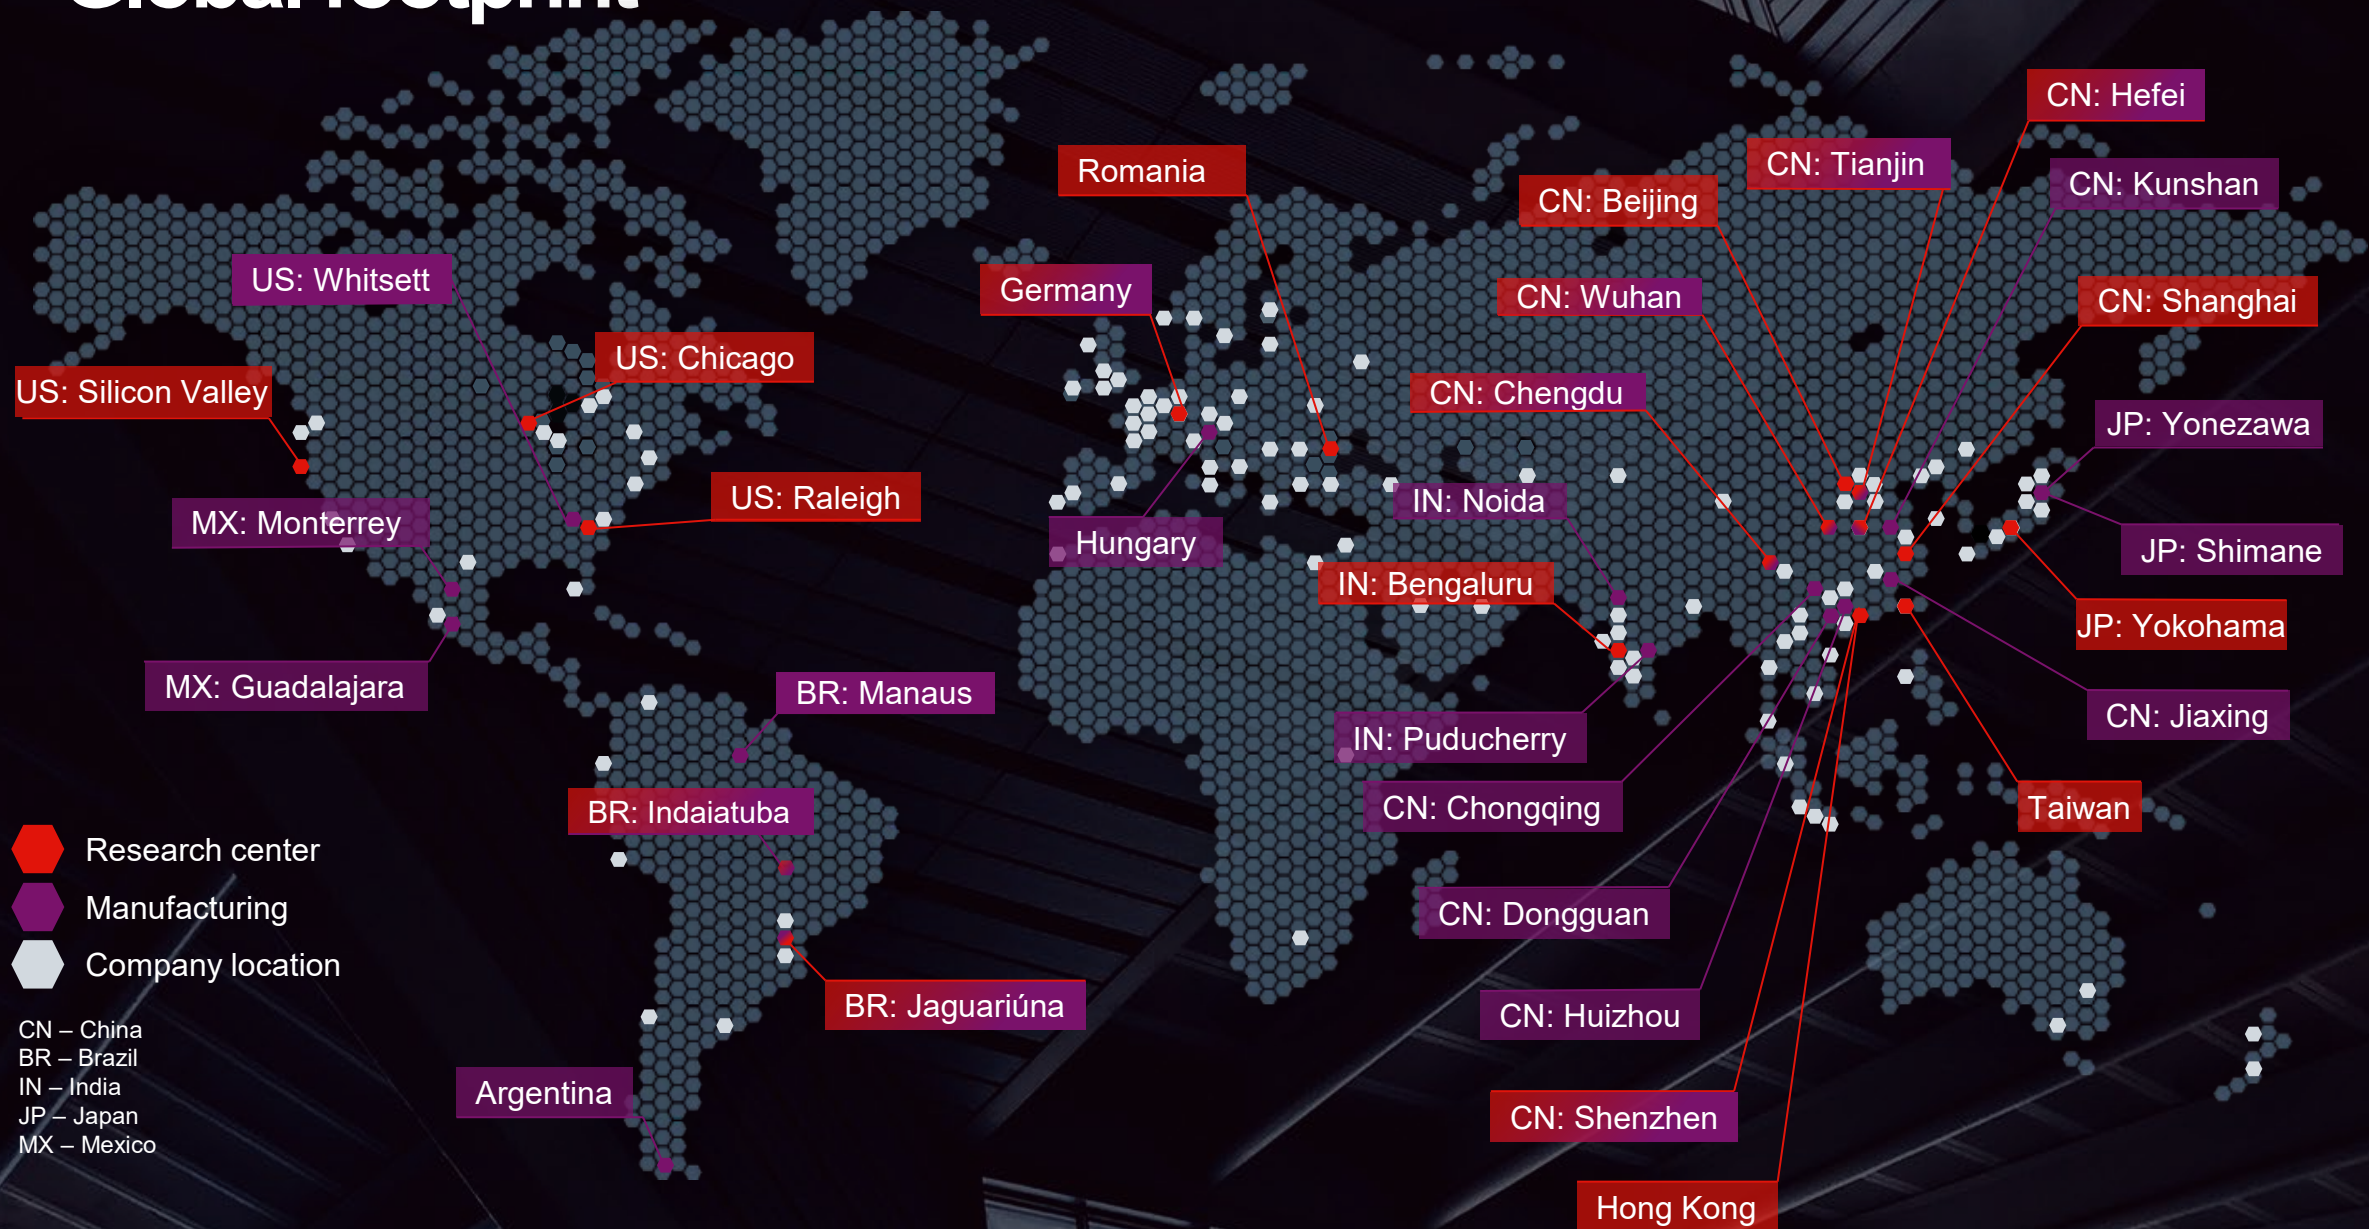 Global footprint
CN: Hefei
CN: Tianjin
Romania
CN: Kunshan
CN: Beijing
US: Whitsett
Germany
CN: Wuhan
CN: Shanghai
US: Chicago
US: Silicon Valley
CN: Chengdu
JP: Yonezawa
US: Raleigh
IN: Noida
MX: Monterrey
Hungary
JP: Shimane
IN: Bengaluru
JP: Yokohama
MX: Guadalajara
BR: Manaus
CN: Jiaxing
IN: Puducherry
CN: Chongqing
Taiwan
BR: Indaiatuba
Research center
Manufacturing
CN: Dongguan
Company location
BR: Jaguariúna
CN: Huizhou
CN – China
BR – Brazil
IN – India
JP – Japan
MX – Mexico
Argentina
CN: Shenzhen
Hong Kong